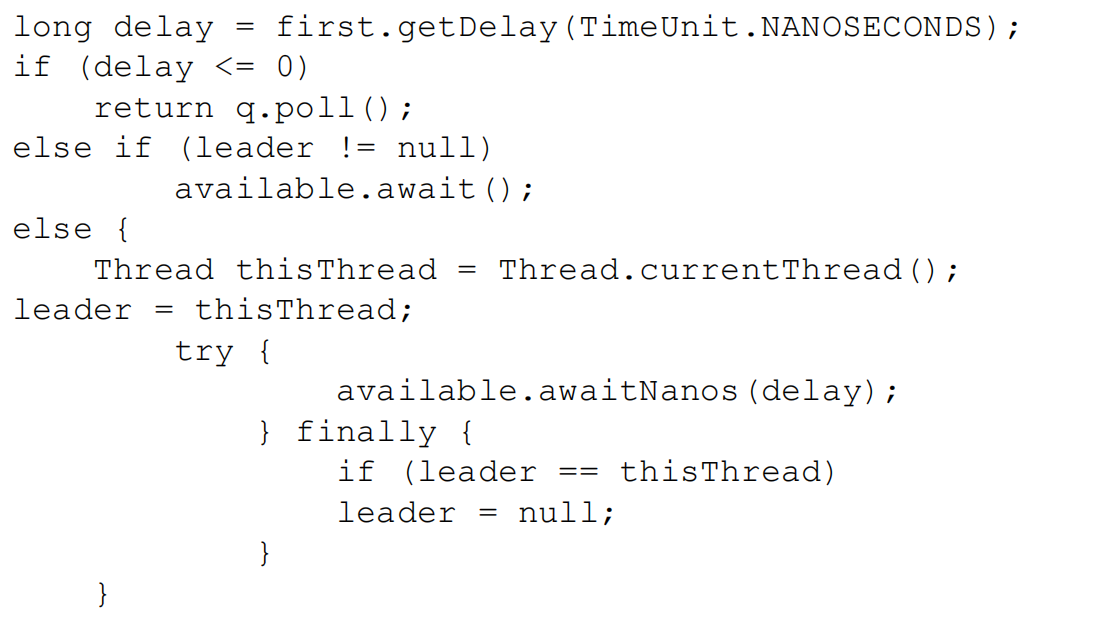 long delay = first.getDelay(TimeUnit.NANOSECONDS);
if (delay <= 0)
    return q.poll();
else if (leader != null)
        available.await();
else {
    Thread thisThread = Thread.currentThread();
leader = thisThread;
        try {
                available.awaitNanos(delay);
            } finally {
                if (leader == thisThread)
                leader = null;
            }
    }